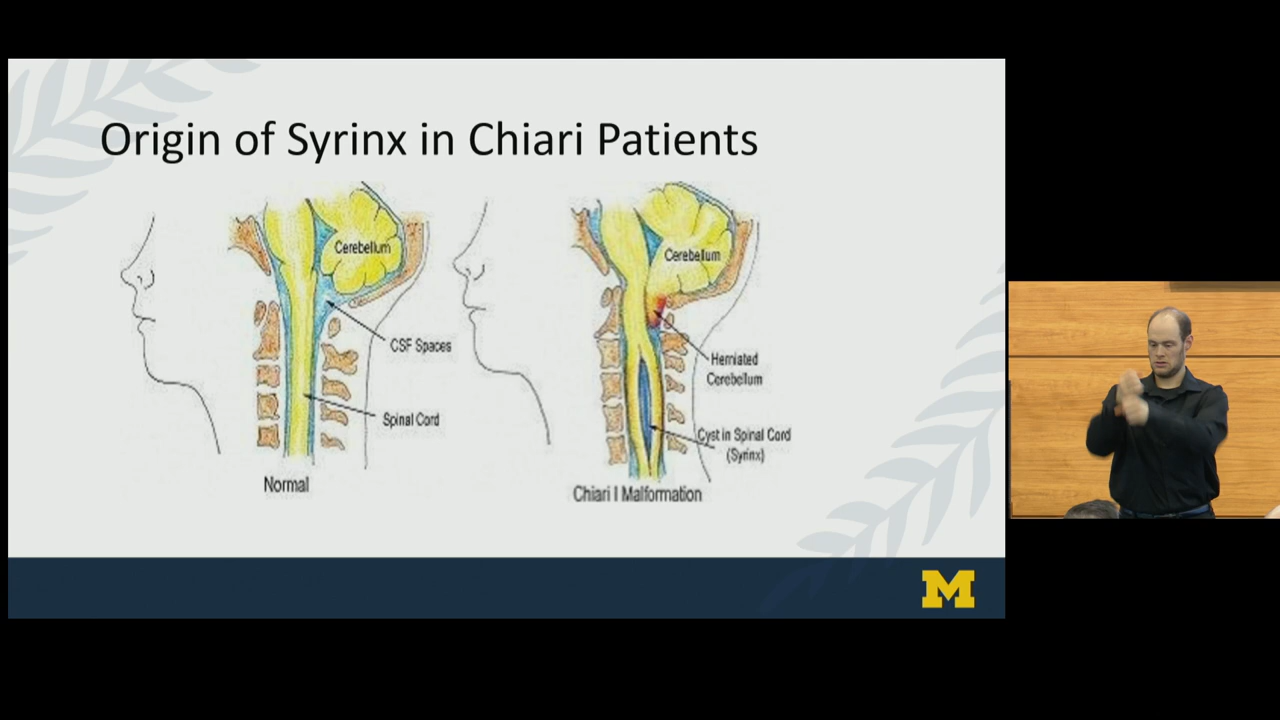 Origin of Syrinx in Chiari Patients
Cerebellum
CSF Spaces
Spinal Cord
Normal
Cerebellum
Herniated
Cerebellum
Cyst in Spinal Cord
(Syrinx)
Chiari I Malformation
M